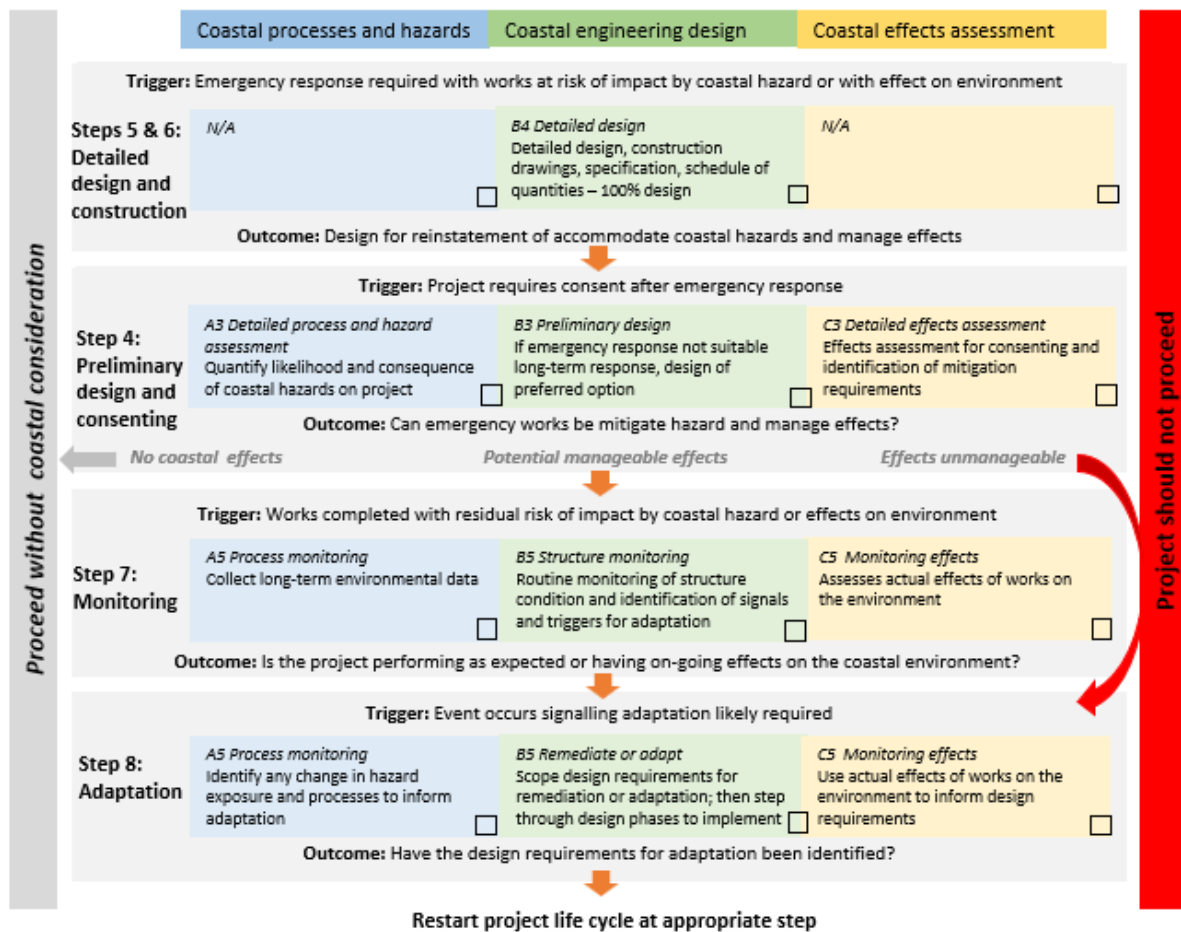 Coastal processes and hazards
Coastal engineering design
Coastal effects assessment
Trigger: Emergency response required with works at risk of impact by coastal hazard or with effect on environment
Steps 5 & 6:
Detailed
design and
construction
N/A
B4 Detailed design
Detailed design, construction
drawings, specification, schedule of
quantities – 100% design
N/A
Outcome: Design for reinstatement of accommodate coastal hazards and manage effects
Trigger: Project requires consent after emergency response
Step 4:
Preliminary
design and
consenting
A3 Detailed process and hazard
assessment
Quantify likelihood and consequence
of coastal hazards on project
B3 Preliminary design
If emergency response not suitable
long-term response, design of
preferred option
C3 Detailed effects assessment
Effects assessment for consenting and
identification of mitigation
requirements
Outcome: Can emergency works be mitigate hazard and manage effects?
No coastal effects
Potential manageable effects
Effects unmanageable
Trigger: Works completed with residual risk of impact by coastal hazard or effects on environment
Step 7:
Monitoring
A5 Process monitoring
Collect long-term environmental data
B5 Structure monitoring
Routine monitoring of structure
condition and identification of signals
and triggers for adaptation
C5 Monitoring effects
Assesses actual effects of works on
the environment
Outcome: Is the project performing as expected or having on-going effects on the coastal environment?
Trigger: Event occurs signalling adaptation likely required
Step 8:
Adaptation
A5 Process monitoring
Identify any change in hazard
exposure and processes to inform
adaptation
B5 Remediate or adapt
Scope design requirements for
remediation or adaptation; then step
through design phases to implement
C5 Monitoring effects
Use actual effects of works on the
environment to inform design
requirements
Outcome: Have the design requirements for adaptation been identified?
Restart project life cycle at appropriate step
Proceed without coastal consideration
Project should not proceed